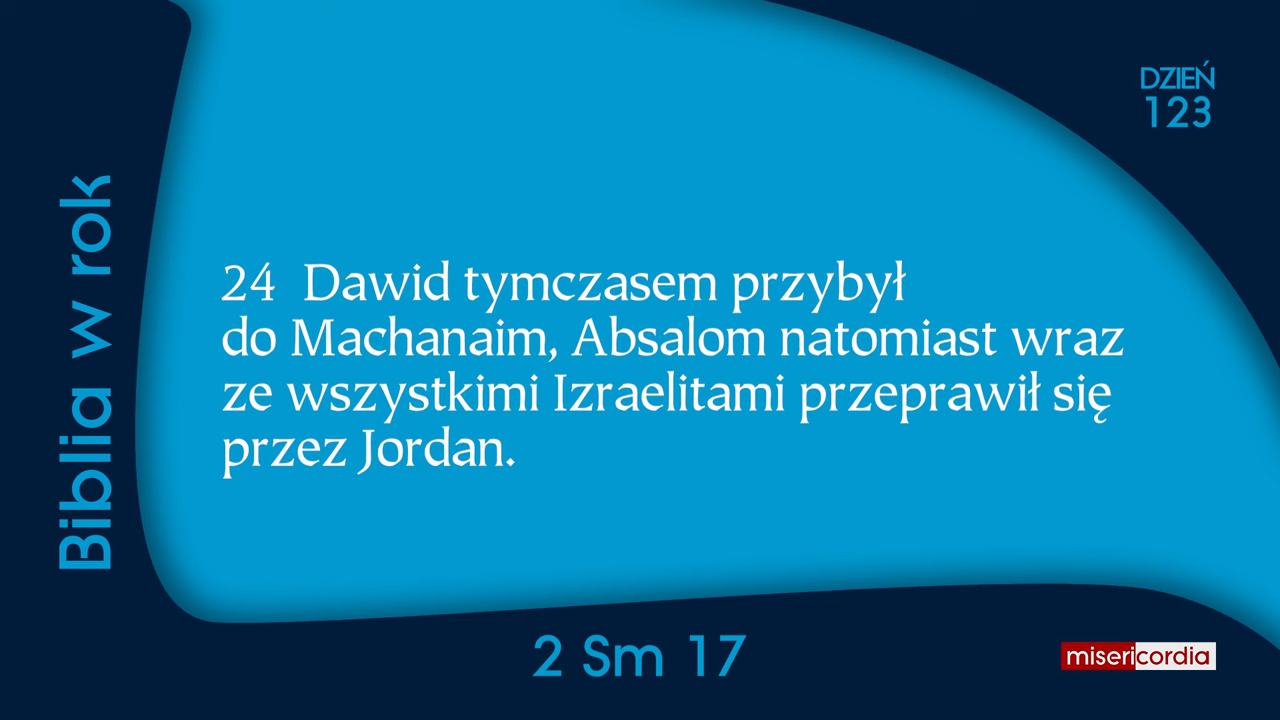 DZIEŃ
123
Biblia w rok
24 Dawid tymczasem przybył
do Machanaim, Absalom natomiast wraz
ze wszystkimi Izraelitami przeprawił się
przez Jordan.
2 Sm 17
misericordia